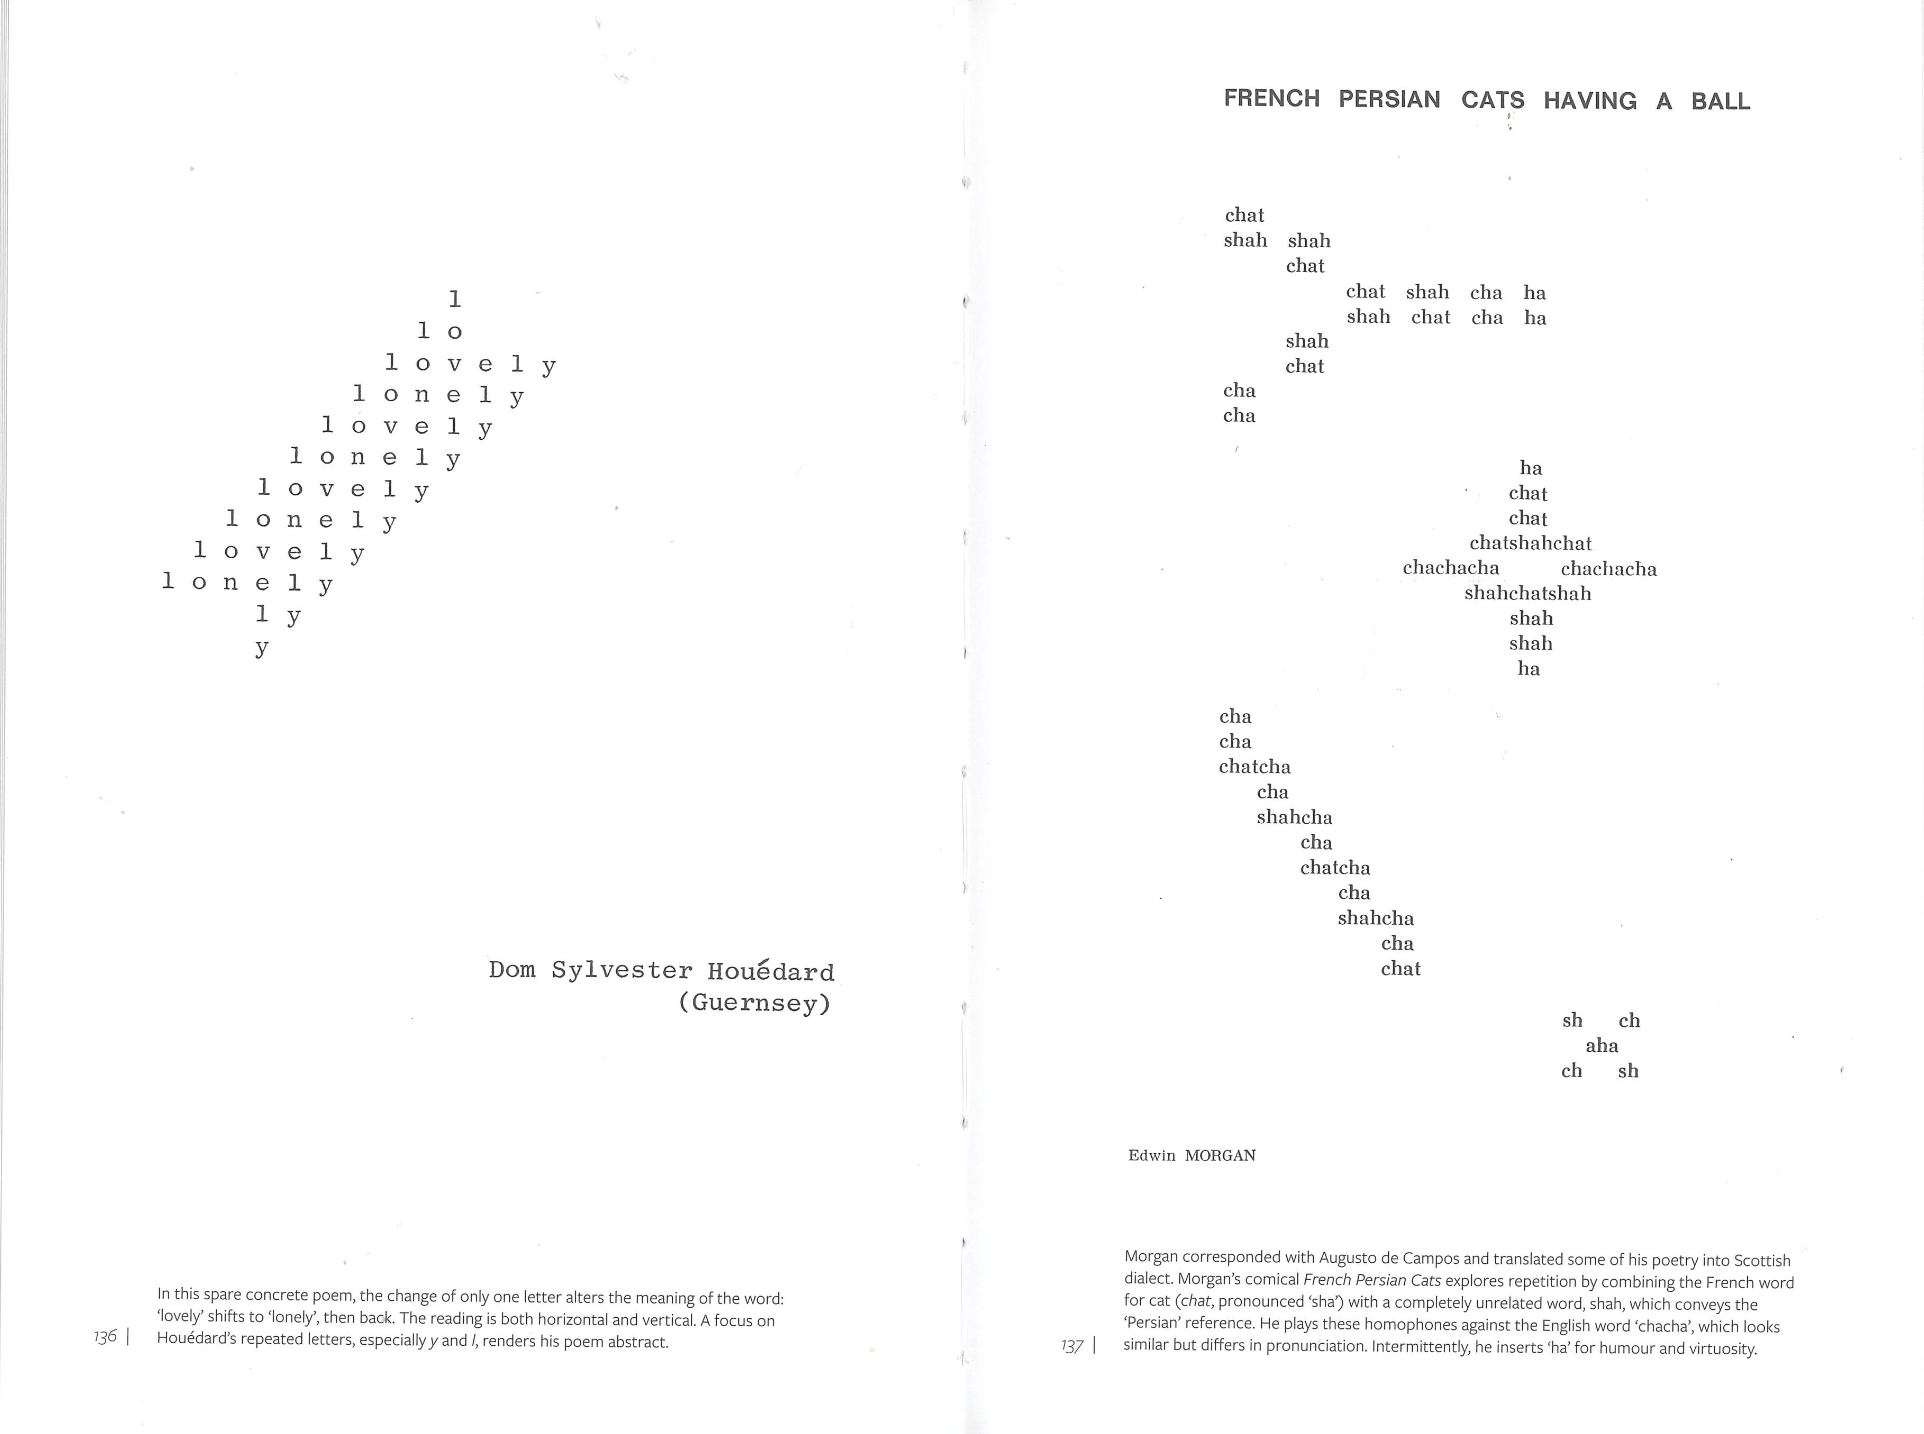 l
l o
l o v e l y
l o n e l y
l o v e l y
l o n e l y
l o v e l y
l o n e l y
l o v e l y
l o n e l y
l y
y
Dom Sylvester Houédard
(Guernsey)
In this spare concrete poem, the change of only one letter alters the meaning of the word:
‘lovely’ shifts to ‘lonely’, then back. The reading is both horizontal and vertical. A focus on
136 | Houédard’s repeated letters, especially y and l, renders his poem abstract.
FRENCH PERSIAN CATS HAVING A BALL
chat
shah shah
chat
chat shah cha ha
shah chat cha ha
shah
chat
cha
cha
ha
chat
chat
chatshahchat
chachacha chachacha
shahchatshah
shah
shah
ha
cha
cha
chatcha
cha
shahcha
cha
chatcha
cha
shahcha
cha
chat
sh ch
aha
ch sh
Edwin MORGAN
Morgan corresponded with Augusto de Campos and translated some of his poetry into Scottish
dialect. Morgan’s comical French Persian Cats explores repetition by combining the French word
for cat (chat, pronounced ‘sha’) with a completely unrelated word, shah, which conveys the
‘Persian’ reference. He plays these homophones against the English word ‘chacha’, which looks
137 | similar but differs in pronunciation. Intermittently, he inserts ‘ha’ for humour and virtuosity.